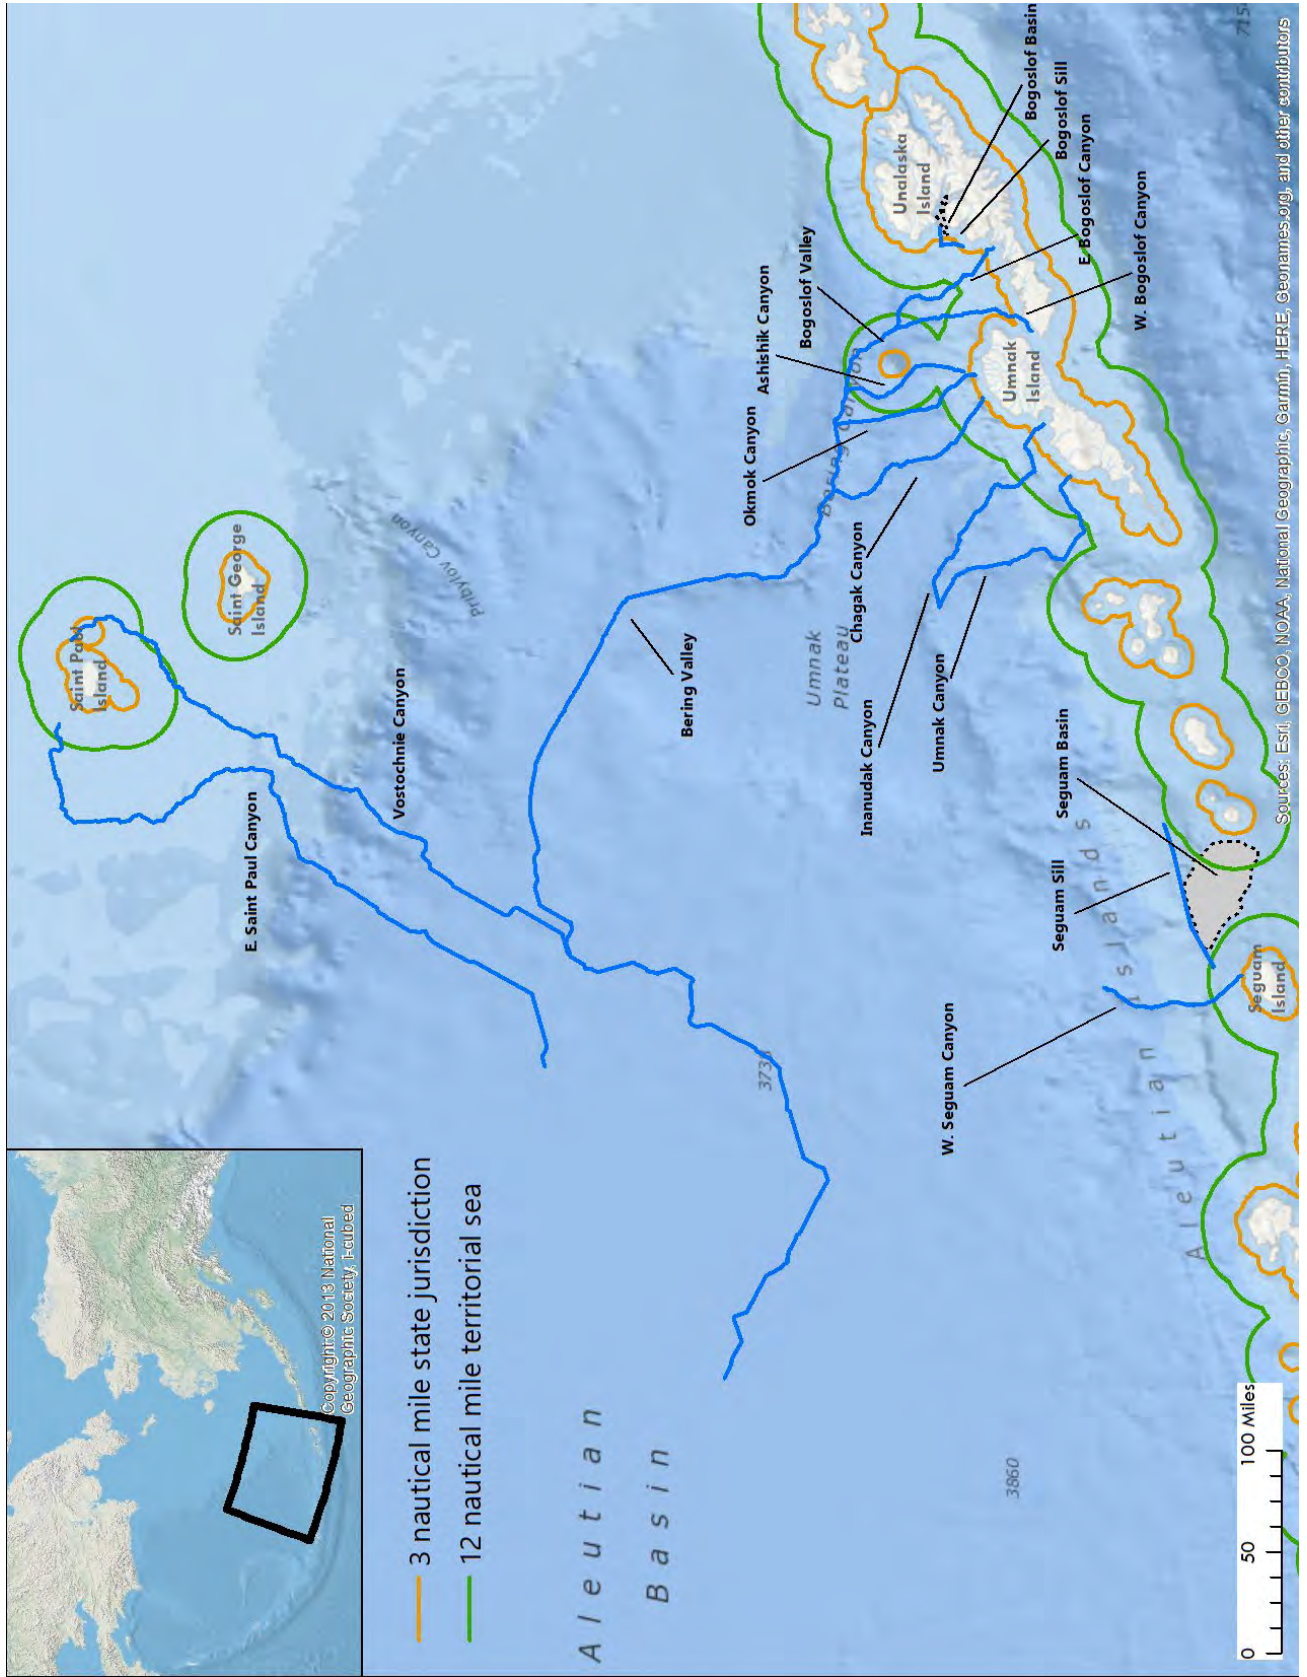 Copyright:© 2013 National
Geographic Society, i-cubed
3 nautical mile state jurisdiction
12 nautical mile territorial sea
Aleutian
Basin
3860
3738
0 50 100 Miles
E. Saint Paul Canyon
Saint Paul
Island
Saint George
Island
Vostochnie Canyon
Pribylov Canyon
Bering Valley
Umnak
Plateau
Bering Canyon
Okmok Canyon
Ashishik Canyon
Bogoslof Valley
Chagak Canyon
Inanudak Canyon
Umnak Canyon
Unalaska
Island
Umnak
Island
Bogoslof Basin
Bogoslof Sill
E. Bogoslof Canyon
W. Bogoslof Canyon
W. Seguam Canyon
Seguam Sill
Seguam Basin
Seguam
Island
Aleutian Islands
Sources: Esri, GEBCO, NOAA, National Geographic, Garmin, HERE, Geonames.org, and other contributors